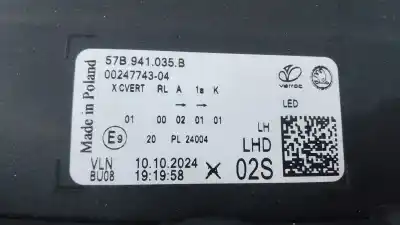 57B.941.035.B
00247743-04
Made in Poland
X CVERT RL A 1a K
→ →
01 00 02 01 01
E9
20 PL 24004
LED
LH
LHD
VLN 10.10.2024
BU08 19:19:58 X 02S